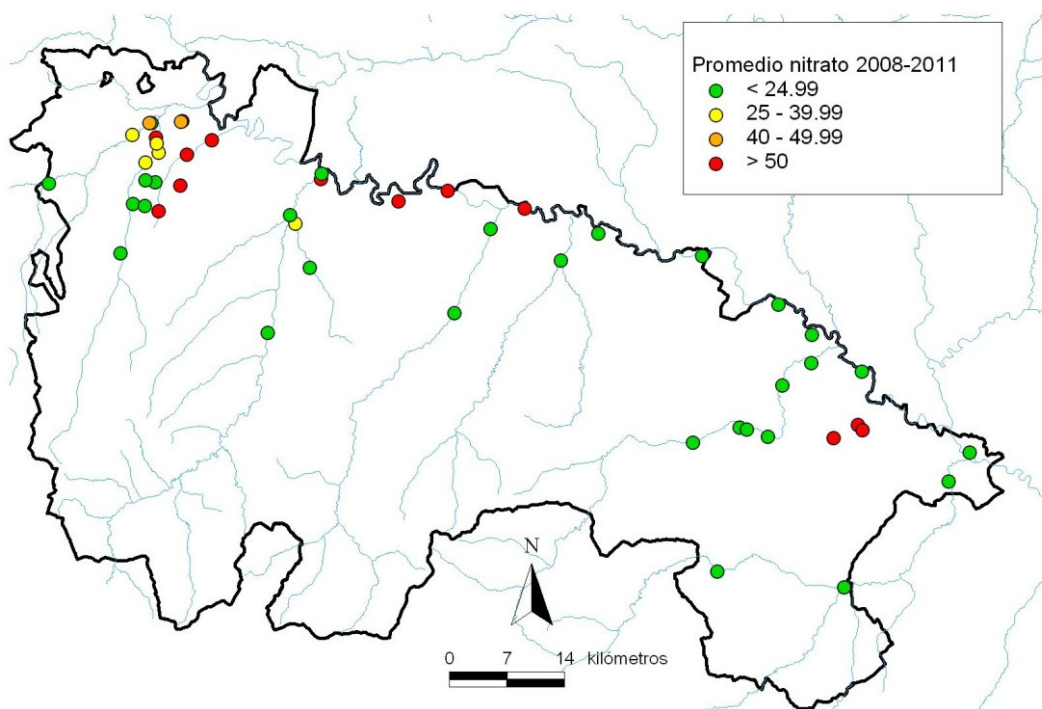 Promedio nitrato 2008-2011
< 24.99
25 - 39.99
40 - 49.99
> 50
N
0 7 14 kilómetros